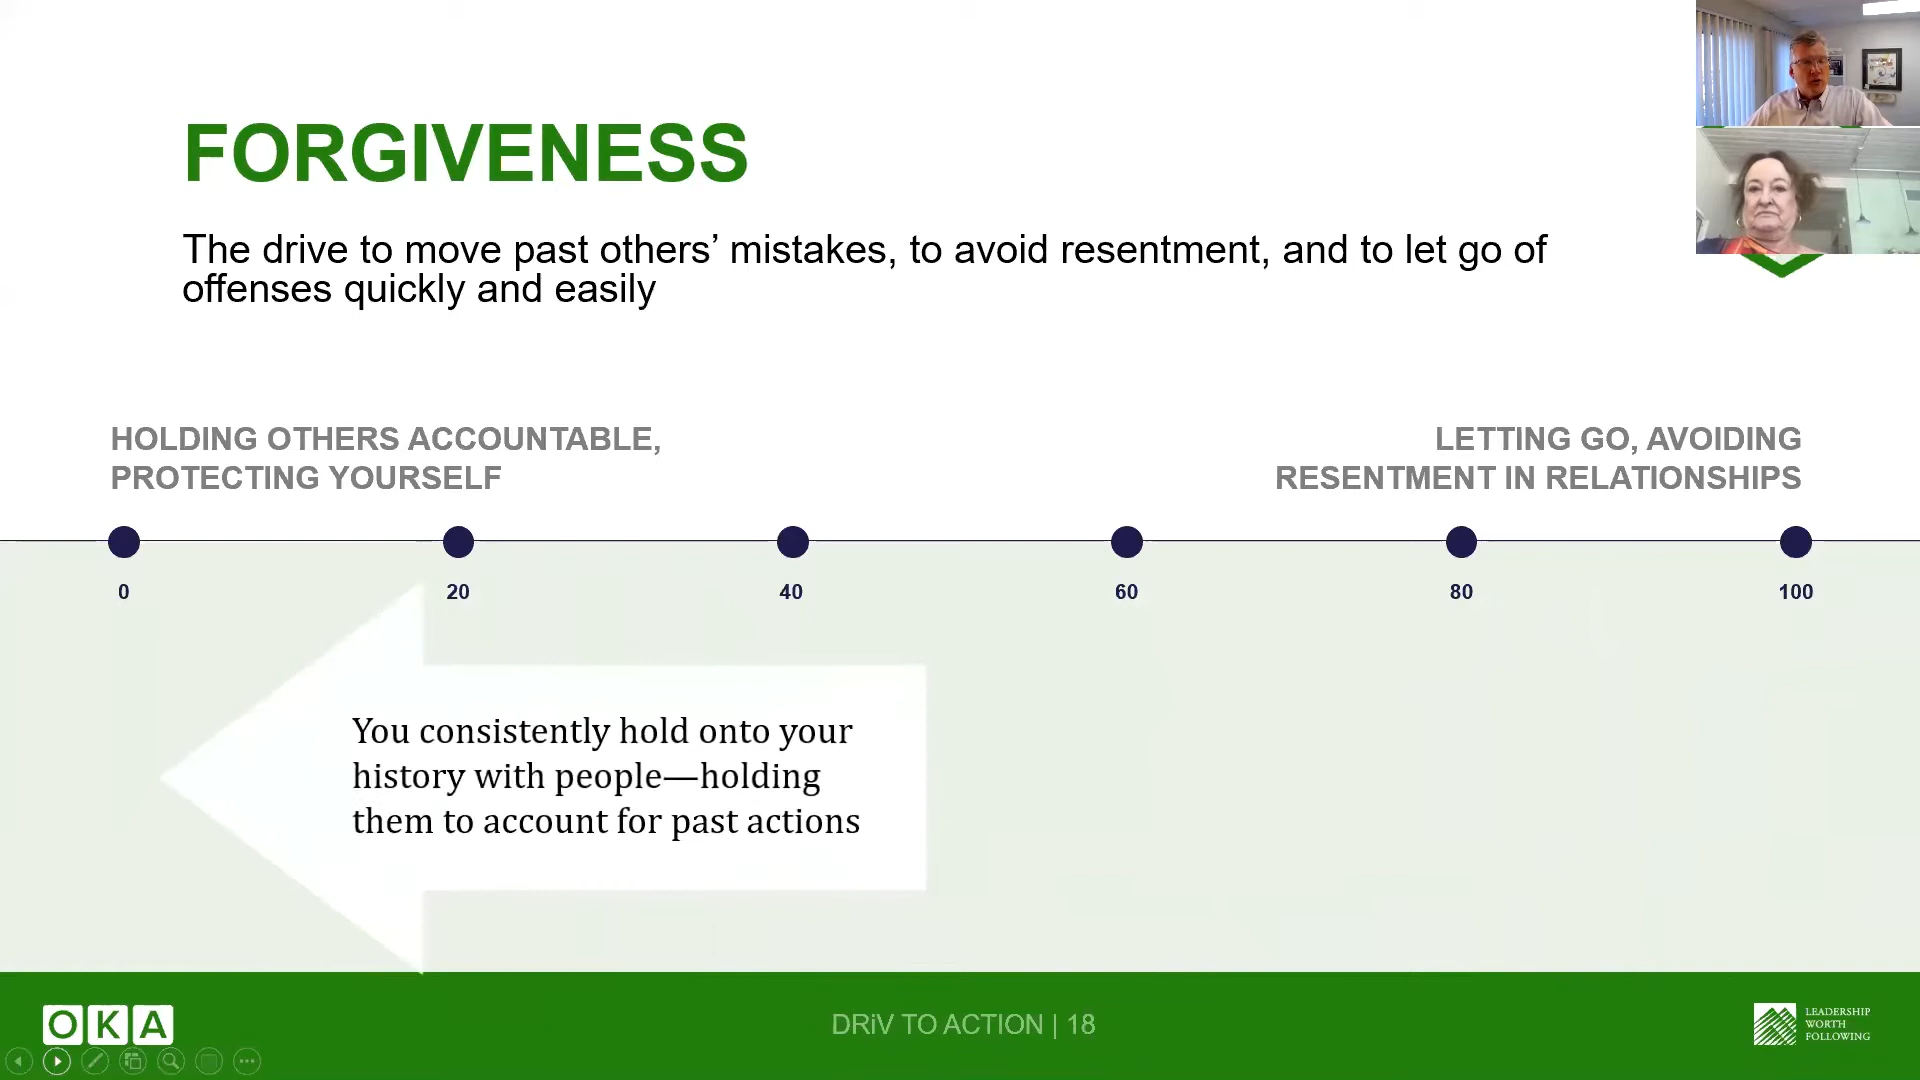 FORGIVENESS
The drive to move past others’ mistakes, to avoid resentment, and to let go of
offenses quickly and easily
HOLDING OTHERS ACCOUNTABLE,
PROTECTING YOURSELF
LETTING GO, AVOIDING
RESENTMENT IN RELATIONSHIPS
0 20 40 60 80 100
You consistently hold onto your
history with people—holding
them to account for past actions
OKA
DRiV TO ACTION | 18
LEADERSHIP
WORTH
FOLLOWING